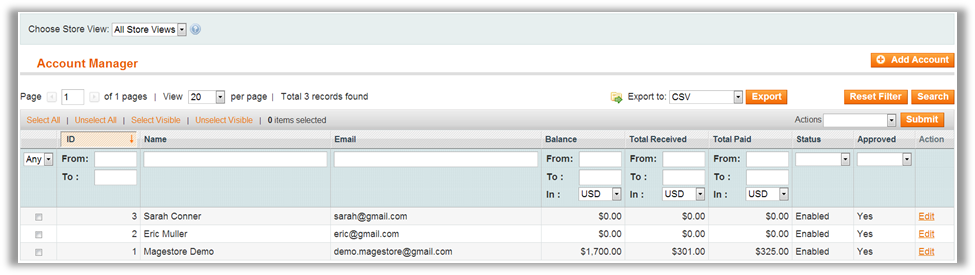 Choose Store View: All Store Views ?
Account Manager Add Account
Page 1 of 1 pages | View 20 per page | Total 3 records found Export to: CSV Export Reset Filter Search
Select All | Unselect All | Select Visible | Unselect Visible | 0 items selected Actions Submit
ID Name Email Balance Total Received Total Paid Status Approved Action
Any From: From: From: From:
To : To : To : To :
In : USD In : USD In : USD
3 Sarah Conner sarah@gmail.com $0.00 $0.00 $0.00 Enabled Yes Edit
2 Eric Muller eric@gmail.com $0.00 $0.00 $0.00 Enabled Yes Edit
1 Magestore Demo demo.magestore@gmail.com $1,700.00 $301.00 $325.00 Enabled Yes Edit